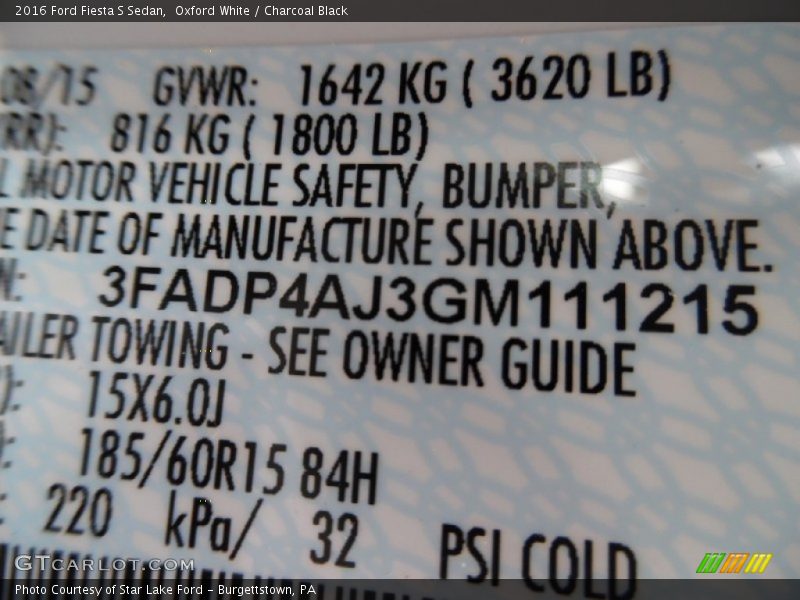 2016 Ford Fiesta S Sedan, Oxford White / Charcoal Black
08/15 GVWR: 1642 KG ( 3620 LB)
RR): 816 KG ( 1800 LB)
L MOTOR VEHICLE SAFETY, BUMPER,
E DATE OF MANUFACTURE SHOWN ABOVE.
N: 3FADP4AJ3GM111215
AILER TOWING - SEE OWNER GUIDE
): 15X6.0J
: 185/60R15 84H
: 220 kPa/ 32 PSI COLD
GTCARLOT.COM
Photo Courtesy of Star Lake Ford - Burgettstown, PA